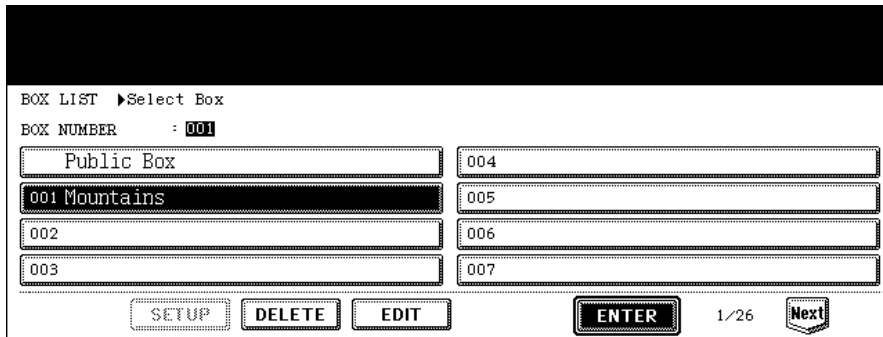 BOX LIST ▶Select Box
BOX NUMBER : 001
Public Box
004
001 Mountains
005
002
006
003
007
SETUP DELETE EDIT ENTER 1/26 Next